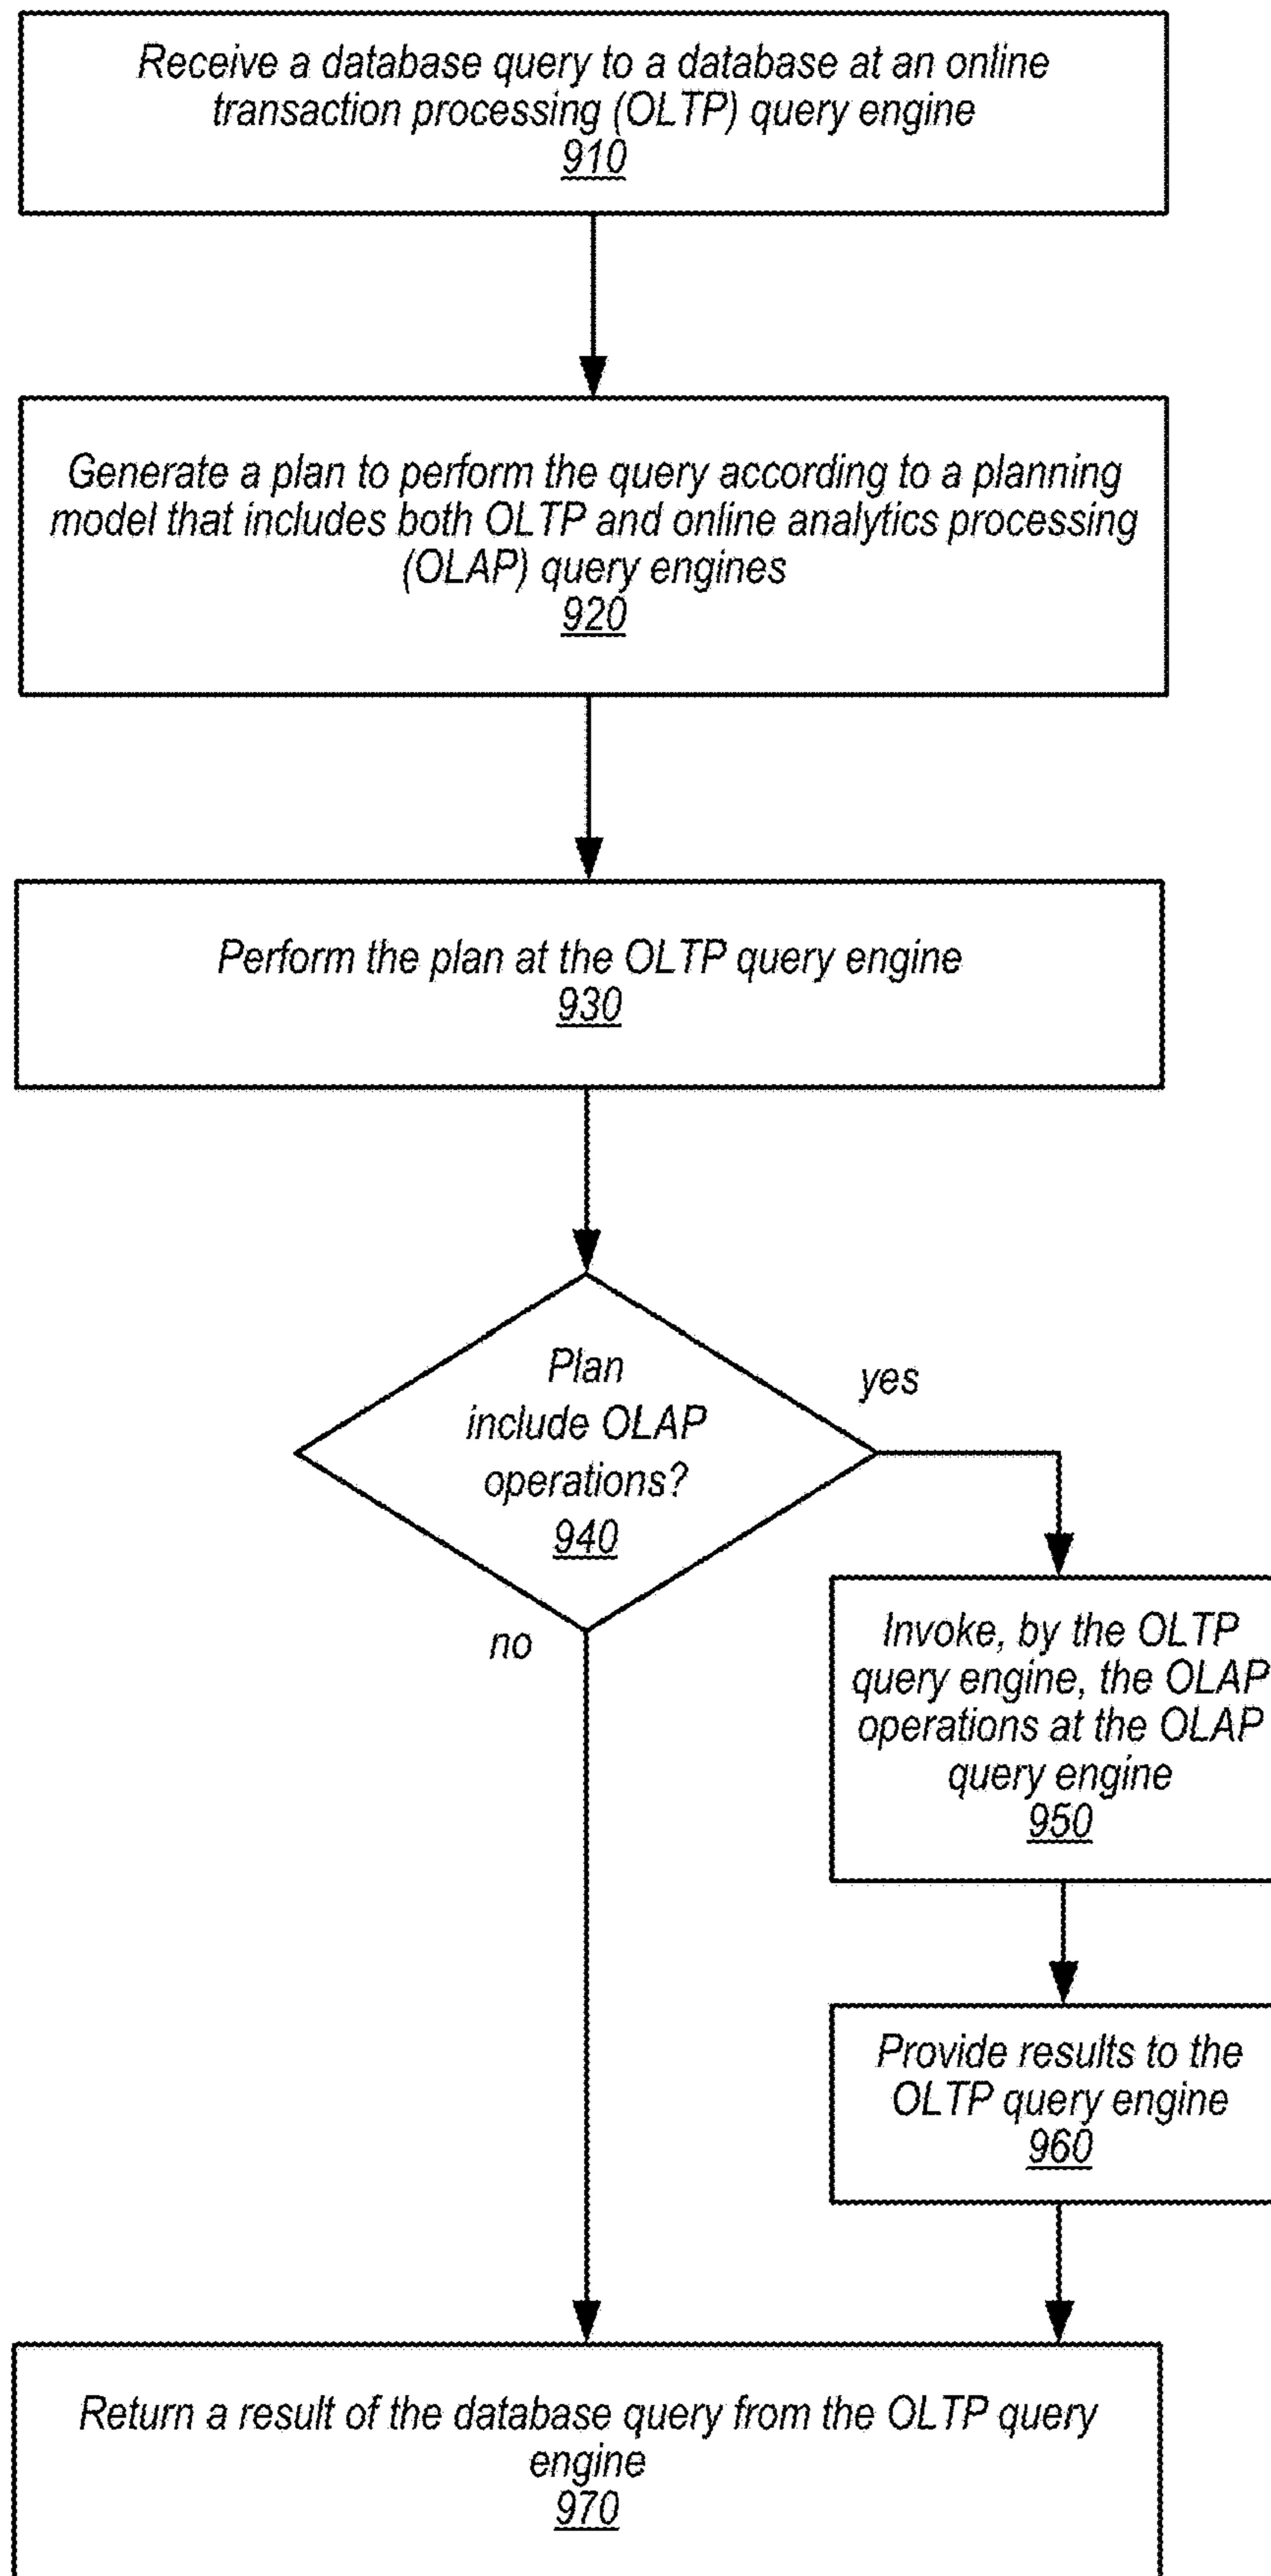 Receive a database query to a database at an online
transaction processing (OLTP) query engine
910
Generate a plan to perform the query according to a planning
model that includes both OLTP and online analytics processing
(OLAP) query engines
920
Perform the plan at the OLTP query engine
930
Plan
include OLAP
operations?
940
yes
no
Invoke, by the OLTP
query engine, the OLAP
operations at the OLAP
query engine
950
Provide results to the
OLTP query engine
960
Return a result of the database query from the OLTP query
engine
970